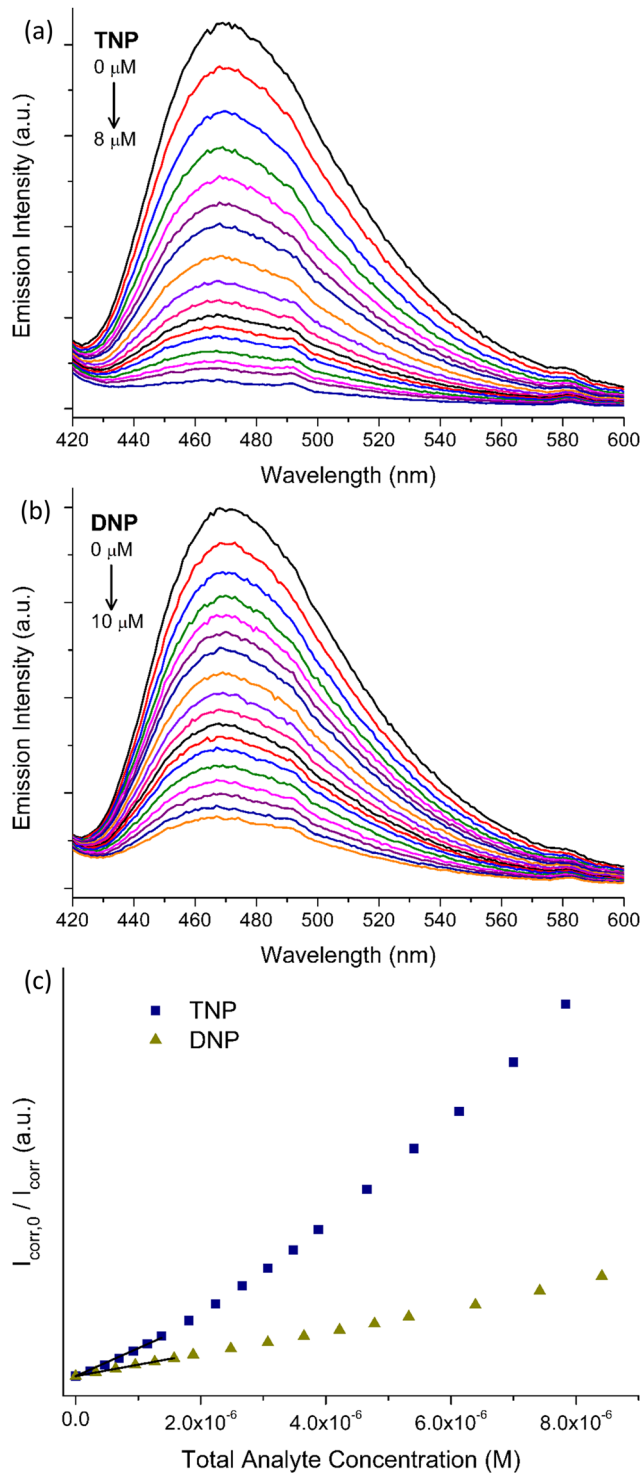 (a)
TNP
0 μM
8 μM
Emission Intensity (a.u.)
420 440 460 480 500 520 540 560 580 600
Wavelength (nm)
(b)
DNP
0 μM
10 μM
Emission Intensity (a.u.)
420 440 460 480 500 520 540 560 580 600
Wavelength (nm)
(c)
TNP
DNP
I corr,0 / I corr (a.u.)
0.0 2.0x10-6 4.0x10-6 6.0x10-6 8.0x10-6
Total Analyte Concentration (M)